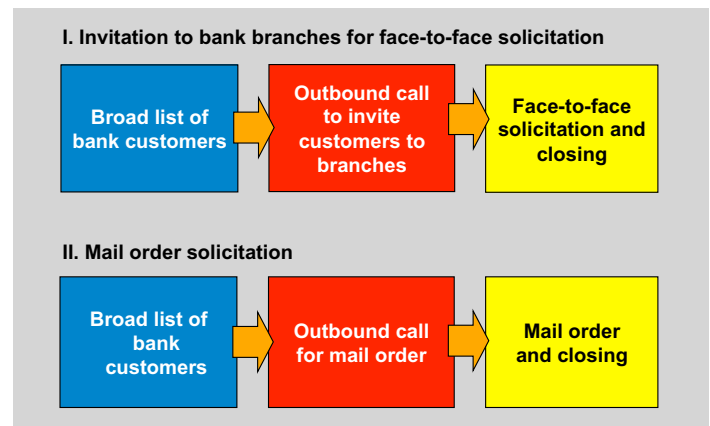 I. Invitation to bank branches for face-to-face solicitation
Broad list of
bank customers
Outbound call
to invite
customers to
branches
Face-to-face
solicitation and
closing
II. Mail order solicitation
Broad list of
bank
customers
Outbound call
for mail order
Mail order
and closing